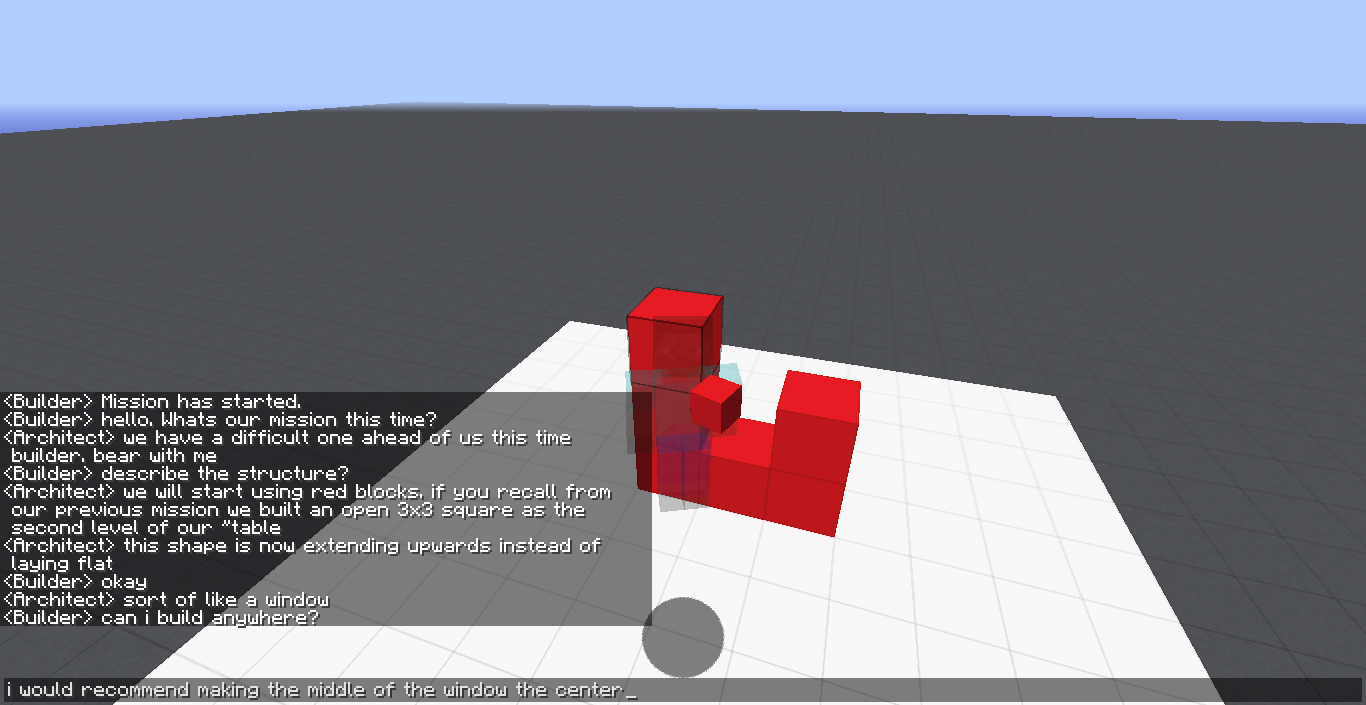 <Builder> Mission has started.
<Builder> hello. Whats our mission this time?
<Architect> we have a difficult one ahead of us this time
builder. bear with me
<Builder> describe the structure?
<Architect> we will start using red blocks. if you recall from
our previous mission we built an open 3x3 square as the
second level of our "table
<Architect> this shape is now extending upwards instead of
laying flat
<Builder> okay
<Architect> sort of like a window
<Builder> can i build anywhere?
i would recommend making the middle of the window the center_